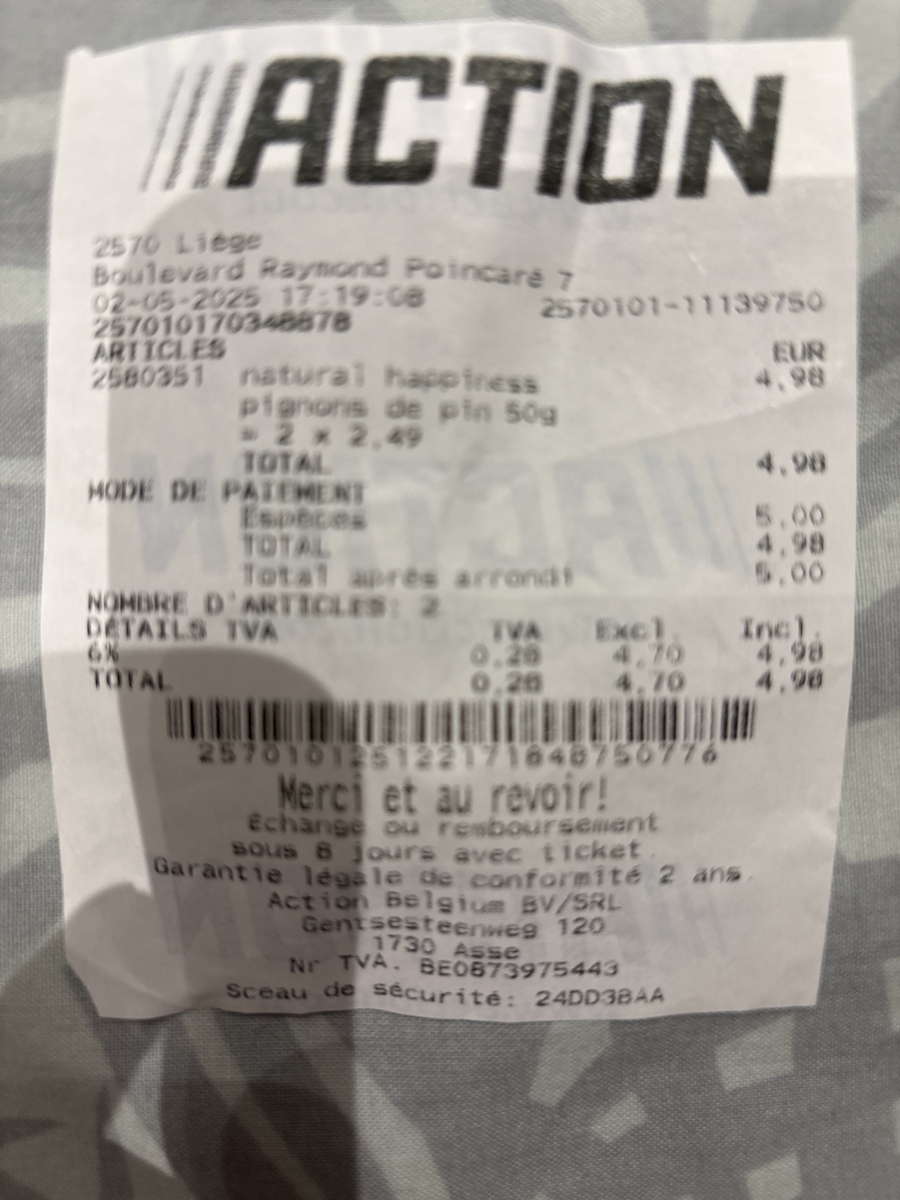 ACTION
2570 Liège
Boulevard Raymond Poincaré 7
02-05-2025 17:19:08 2570101-11139750
257010170348878
ARTICLES EUR
2580351 natural happiness 4,98
pignons de pin 50g
= 2 x 2,49
TOTAL 4,98
MODE DE PAIEMENT
Espèces 5,00
TOTAL 4,98
Total après arrondi 5,00
NOMBRE D'ARTICLES: 2
DÉTAILS TVA TVA Excl. Incl.
6% 0,28 4,70 4,98
TOTAL 0,28 4,70 4,98
257010125122171848750776
Merci et au revoir!
Échange ou remboursement
sous 8 jours avec ticket.
Garantie légale de conformité 2 ans.
Action Belgium BV/SRL
Gentsesteenweg 120
1730 Asse
Nr TVA. BE0873975443
Sceau de sécurité: 24DD3BAA